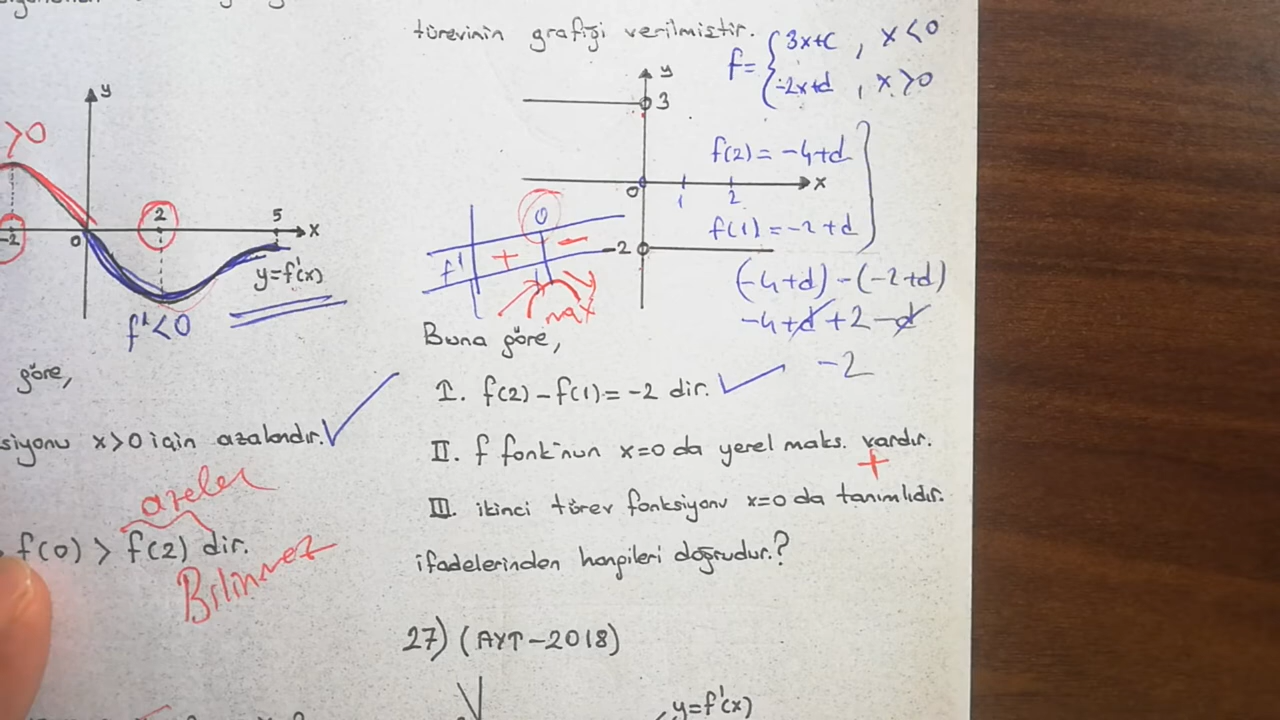 >0
y
-2
0
2
5
x
y=f'(x)
f'<0
göre,
siyonu x>0 için azalandır.
azalır
f(0) > f(2) dir.
Bilinmez
türevinin grafiği verilmiştir.
f= { 3x+c , x<0
-2x+d , x>0
y
3
f(2) = -4+d
0
1
2
x
f(1) = -2+d
-2
0
f' + -
max
(-4+d) - (-2+d)
-4+d+2-d
-2
Buna göre,
I. f(2) - f(1) = -2 dir.
II. f fonk'nun x=0 da yerel maks. vardır.
+
III. ikinci türev fonksiyonu x=0 da tanımlıdır.
ifadelerinden hangileri doğrudur.?
27) (AYT-2018)
y=f'(x)